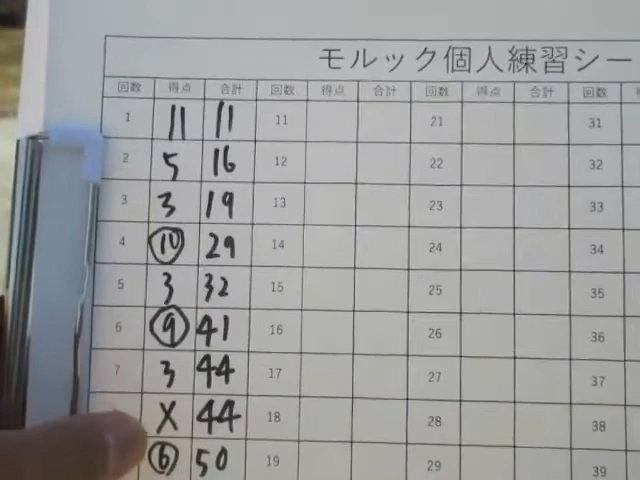 モルック個人練習シー
回数 得点 合計 回数 得点 合計 回数 得点 合計 回数
1 11 11 11 21 31
2 5 16 12 22 32
3 3 19 13 23 33
4 10 29 14 24 34
5 3 32 15 25 35
6 9 41 16 26 36
7 3 44 17 27 37
X 44 18 28 38
6 50 19 29 39